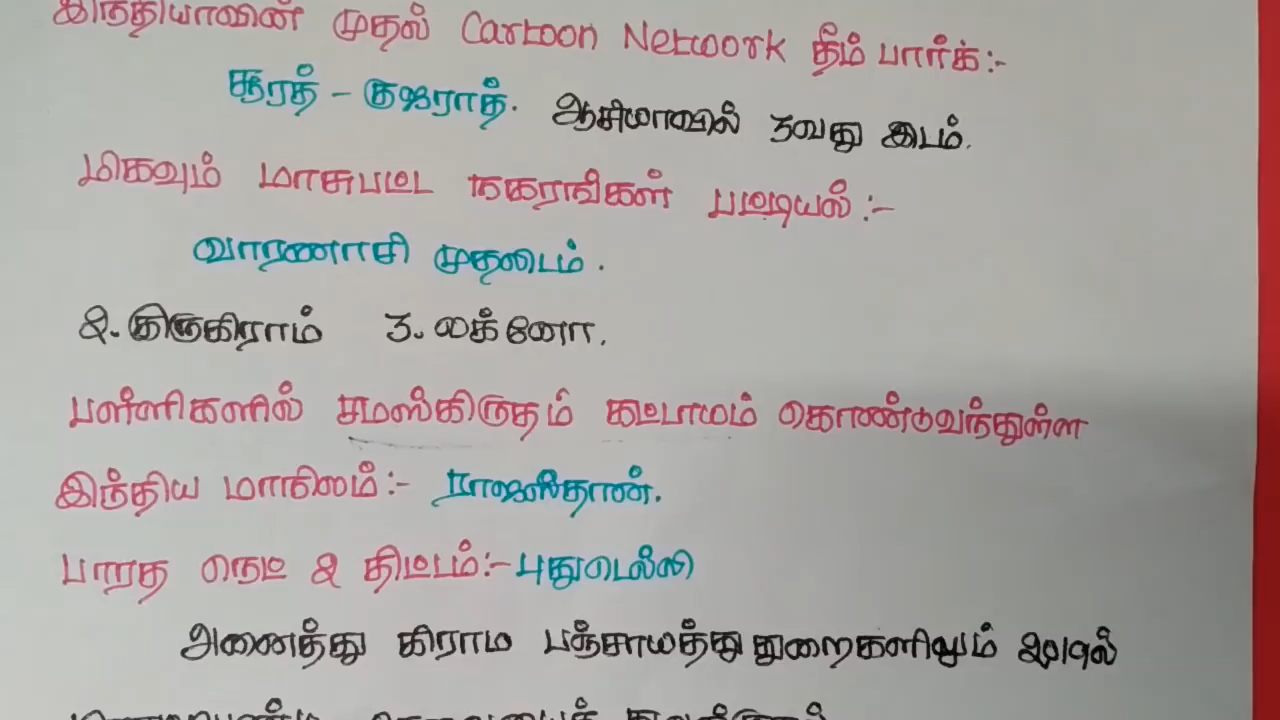 இந்தியாவின் முதல் Cartoon Network தீம் பார்க் :-
சூரத் - குஜராத். ஆசியாவில் 3வது இடம்.
மிகவும் மாசுபட்ட நகரங்கள் பட்டியல் :-
வாரணாசி முதலிடம்.
2. குருகிராம் 3. லக்னோ.
பள்ளிகளில் சமஸ்கிருதம் கட்டாயம் கொண்டுவந்துள்ள
இந்திய மாநிலம் :- ராஜஸ்தான்.
பாரத நெட் 2 திட்டம் :- புதுடெல்லி
அனைத்து கிராம பஞ்சாயத்து துறைகளிலும் 2019ல்